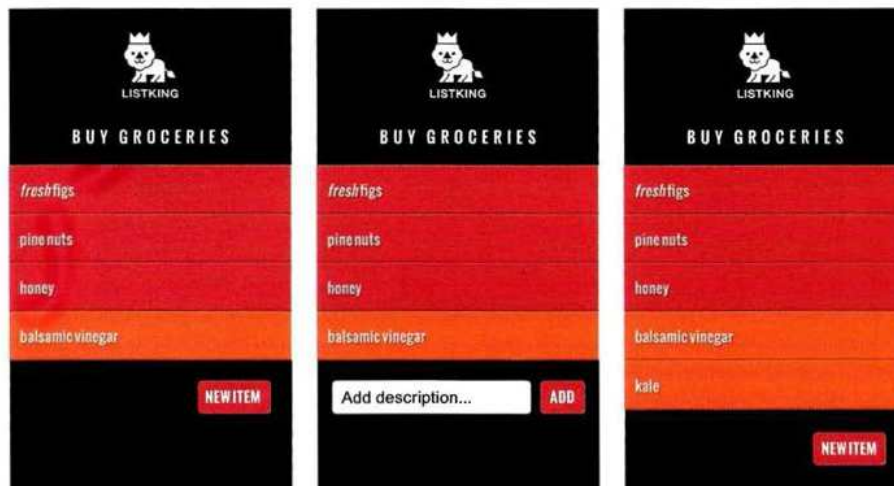 LISTKING
BUY GROCERIES
fresh figs
pine nuts
honey
balsamic vinegar
NEW ITEM
LISTKING
BUY GROCERIES
fresh figs
pine nuts
honey
balsamic vinegar
Add description...
ADD
LISTKING
BUY GROCERIES
fresh figs
pine nuts
honey
balsamic vinegar
kale
NEW ITEM